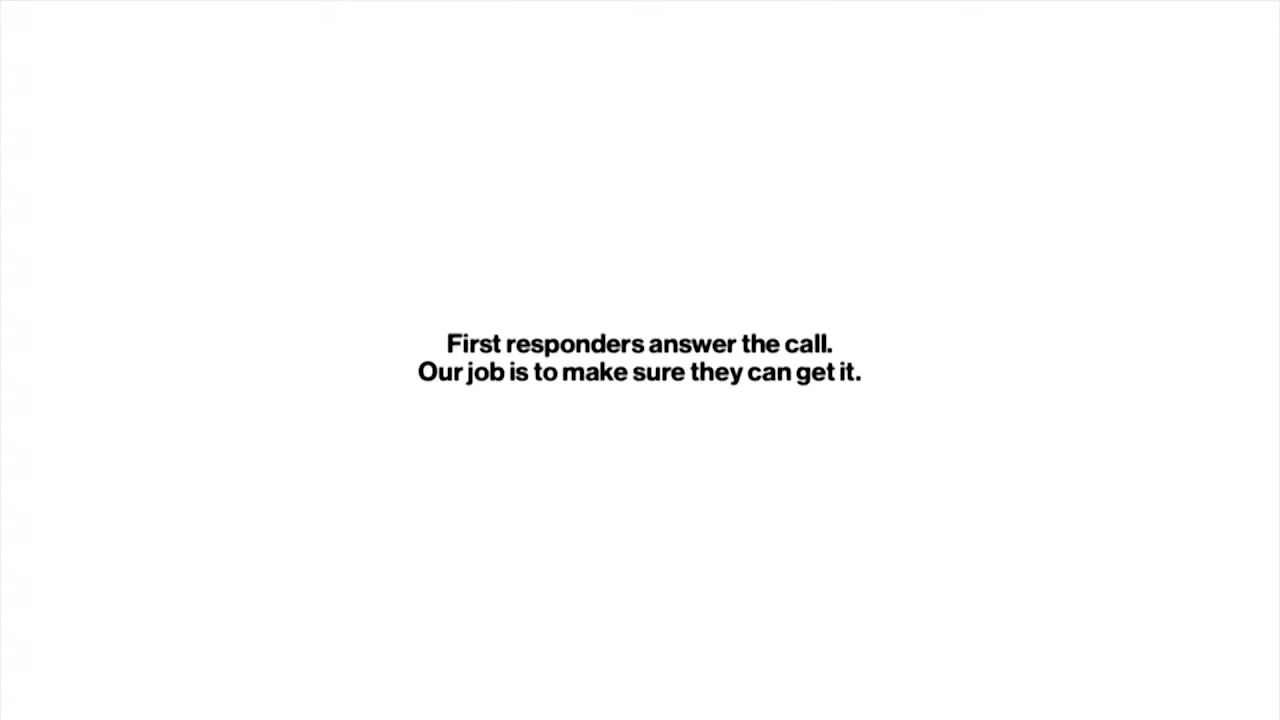 First responders answer the call.
Our job is to make sure they can get it.